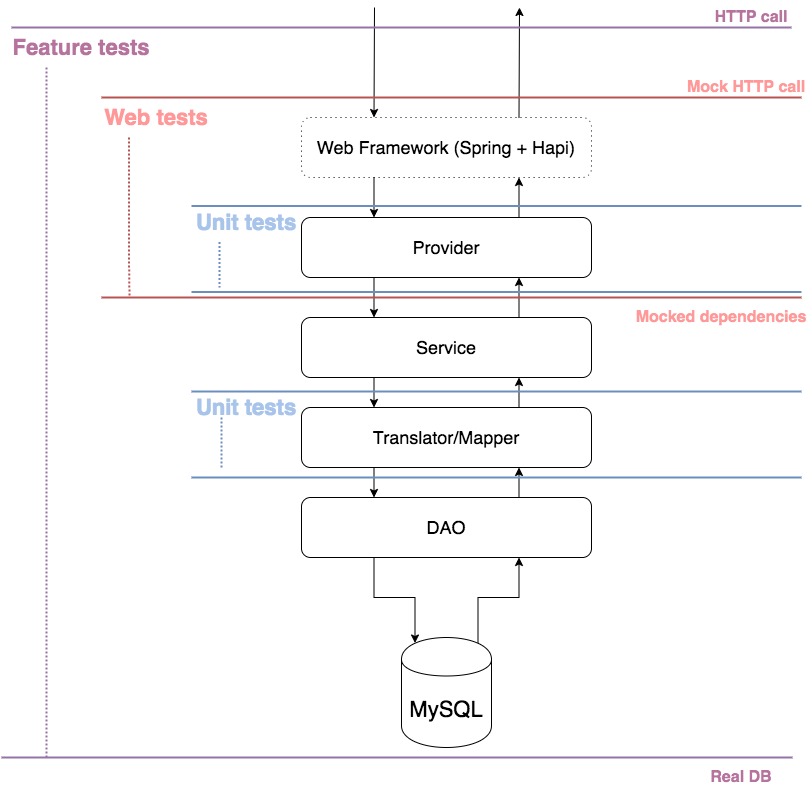 HTTP call
Feature tests
Mock HTTP call
Web tests
Web Framework (Spring + Hapi)
Unit tests
Provider
Mocked dependencies
Service
Unit tests
Translator/Mapper
DAO
MySQL
Real DB